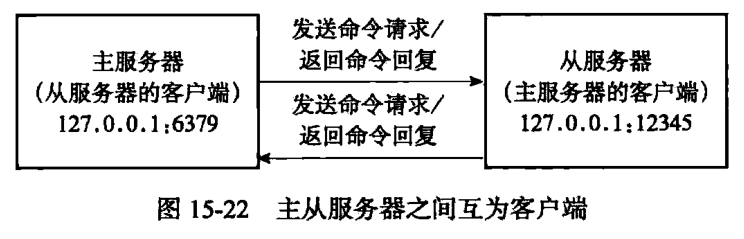 主服务器
(从服务器的客户端)
127.0.0.1:6379
发送命令请求/
返回命令回复
发送命令请求/
返回命令回复
从服务器
(主服务器的客户端)
127.0.0.1:12345
图 15-22 主从服务器之间互为客户端